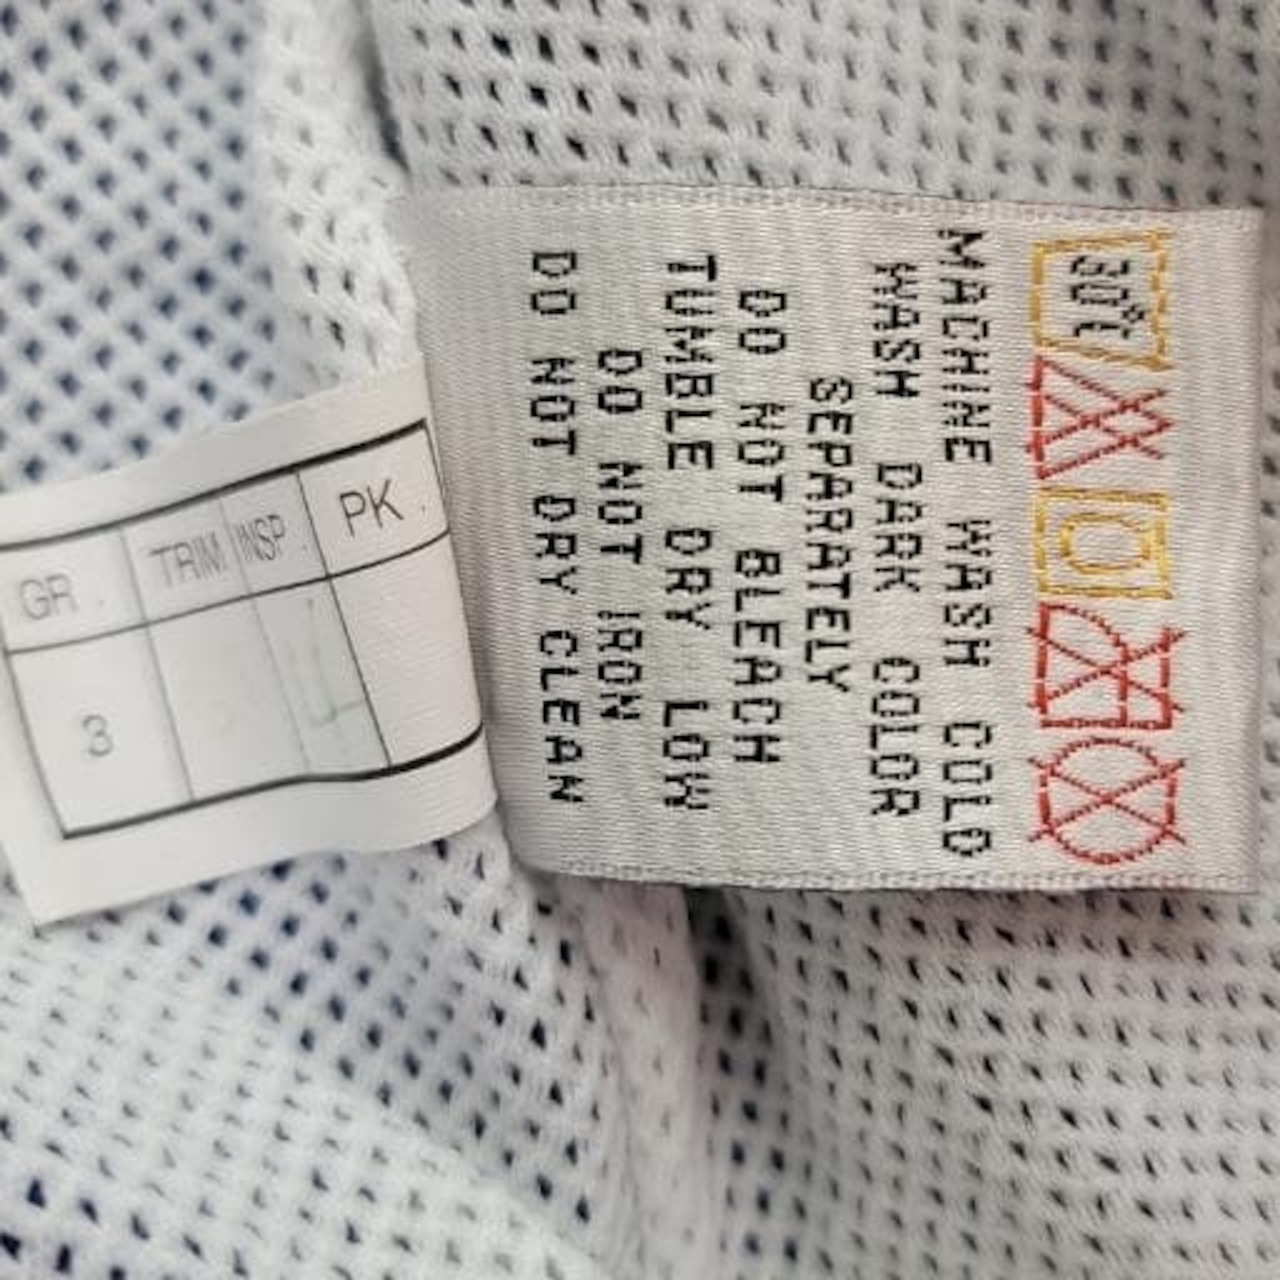 30°C
MACHINE WASH COLD
WASH DARK COLOR
SEPARATELY
DO NOT BLEACH
TUMBLE DRY LOW
DO NOT IRON
DO NOT DRY CLEAN
GR. TRIM INSP. PK.
3